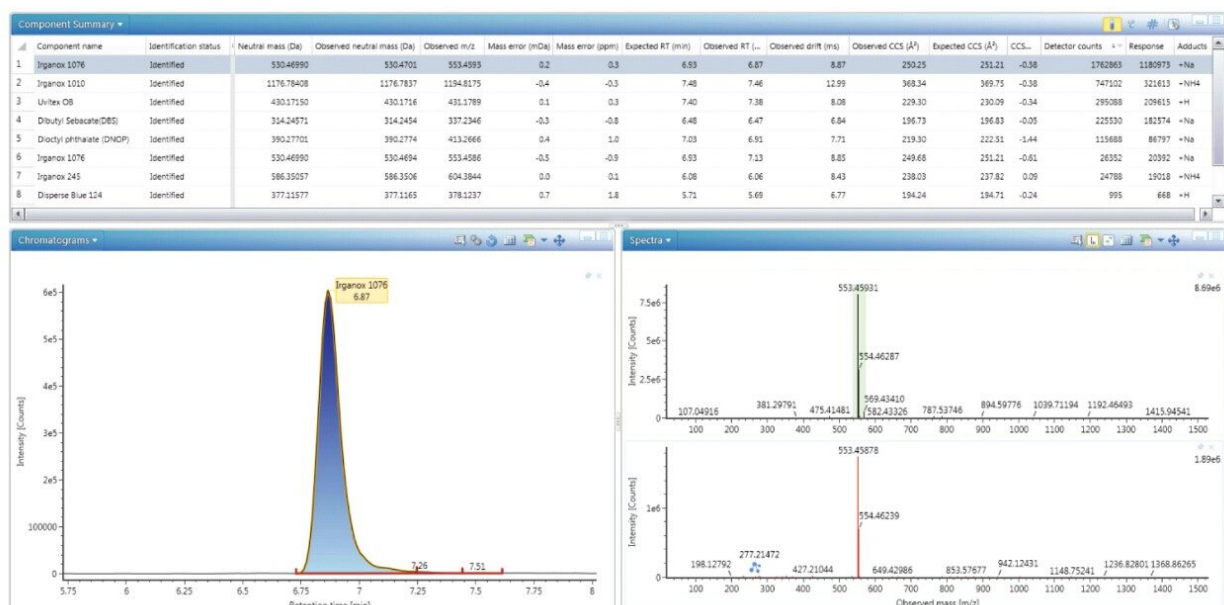 Component Summary
Component name Identification status Neutral mass (Da) Observed neutral mass (Da) Observed m/z Mass error (mDa) Mass error (ppm) Expected RT (min) Observed RT (... Observed drift (ms) Observed CCS (Å²) Expected CCS (Å²) CCS... Detector counts Response Adducts
1 Irganox 1076 Identified 530.46990 530.4701 553.4593 0.2 0.3 6.93 6.87 8.87 250.25 251.21 -0.38 1762863 1180973 +Na
2 Irganox 1010 Identified 1176.78408 1176.7837 1194.8175 -0.4 -0.3 7.48 7.46 12.99 368.34 369.75 -0.38 747102 321613 +NH4
3 Uvitex OB Identified 430.17150 430.1716 431.1789 0.1 0.3 7.40 7.38 8.08 229.30 230.09 -0.34 295088 209615 +H
4 Dibutyl Sebacate(DBS) Identified 314.24571 314.2454 337.2346 -0.3 -0.8 6.48 6.47 6.84 196.73 196.83 -0.05 225530 182574 +Na
5 Dioctyl phthalate (DNOP) Identified 390.27701 390.2774 413.2666 0.4 1.0 7.03 6.91 7.71 219.30 222.51 -1.44 115688 86797 +Na
6 Irganox 1076 Identified 530.46990 530.4694 553.4586 -0.5 -0.9 6.93 7.13 8.85 249.68 251.21 -0.61 26352 20392 +Na
7 Irganox 245 Identified 586.35057 586.3506 604.3844 0.0 0.1 6.08 6.06 8.43 238.03 237.82 0.09 24788 19018 +NH4
8 Disperse Blue 124 Identified 377.11577 377.1165 378.1237 0.7 1.8 5.71 5.69 6.77 194.24 194.71 -0.24 995 668 +H
Chromatograms
Irganox 1076
6.87
6e5
5e5
4e5
3e5
2e5
100000
0
Intensity [Counts]
7.26 7.51
5.75 6 6.25 6.5 6.75 7 7.25 7.5 7.75 8
Retention time [min]
Spectra
553.45931 8.69e6
7.5e6
5e6
2.5e6
0
Intensity [Counts]
554.46287
569.43410
107.04916 381.29791 475.41481 582.43326 787.53746 894.59776 1039.71194 1192.46493 1415.94541
100 200 300 400 500 600 700 800 900 1000 1100 1200 1300 1400 1500
553.45878 1.89e6
1e6
0
Intensity [Counts]
554.46239
198.12792 277.21472 427.21044 649.42986 853.57677 942.12431 1148.75241 1236.82801 1368.86265
100 200 300 400 500 600 700 800 900 1000 1100 1200 1300 1400 1500
Observed mass [m/z]